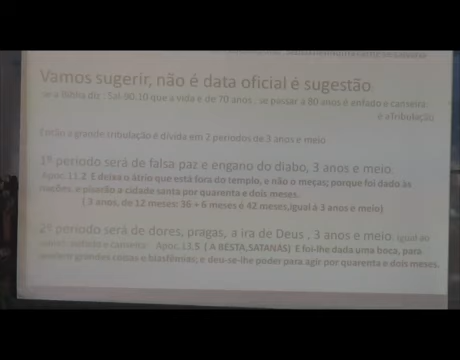 Vamos sugerir, não é data oficial é sugestão
se a Bíblia diz : Sal.90:10 que a vida e de 70 anos , se passar a 80 anos é enfado e canseira
e aTribulação
Então a grande tribulação é divida em 2 períodos de 3 anos e meio
1º período será de falsa paz e engano do diabo, 3 anos e meio.
Apoc.11.2 E deixa o átrio que está fora do templo, e não o meças; porque foi dado às
nações, e pisarão a cidade santa por quarenta e dois meses.
( 3 anos, de 12 meses: 36 + 6 meses é 42 meses,igual á 3 anos e meio)
2º período será de dores, pragas, a ira de Deus , 3 anos e meio. igual ao
enfado e canseira Apoc.13.5 ( A BESTA,SATANÁS) E foi-lhe dada uma boca, para
proferir grandes coisas e blasfêmias; e deu-se-lhe poder para agir por quarenta e dois meses.